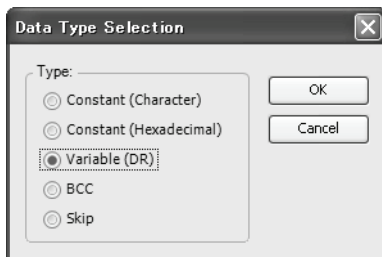 Data Type Selection
Type:
Constant (Character)
Constant (Hexadecimal)
Variable (DR)
BCC
Skip
OK
Cancel